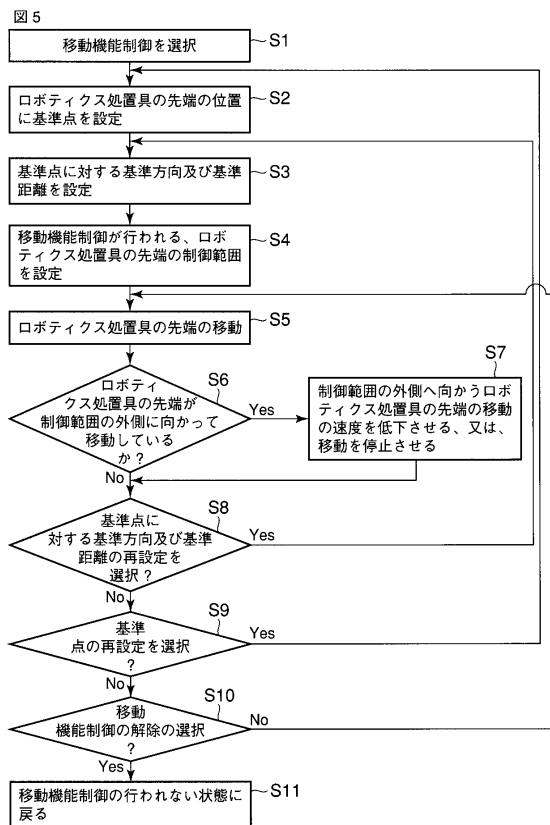 図5
移動機能制御を選択
S1
ロボティクス処置具の先端の位置
に基準点を設定
S2
基準点に対する基準方向及び基準
距離を設定
S3
移動機能制御が行われる、ロボ
ティクス処置具の先端の制御範囲
を設定
S4
ロボティクス処置具の先端の移動
S5
ロボティ
クス処置具の先端が
制御範囲の外側に向かって
移動している
か?
S6
Yes
No
S7
制御範囲の外側へ向かうロボ
ティクス処置具の先端の移動
の速度を低下させる、又は、
移動を停止させる
基準点に
対する基準方向及び基準
距離の再設定を
選択?
S8
Yes
No
基準
点の再設定を選択
?
S9
Yes
No
移動
機能制御の解除の選択
?
S10
No
Yes
移動機能制御の行われない状態に
戻る
S11